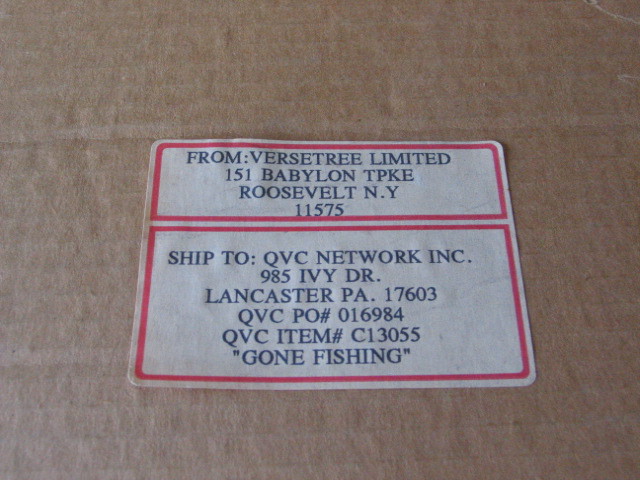 FROM:VERSETREE LIMITED
151 BABYLON TPKE
ROOSEVELT N.Y
11575
SHIP TO: QVC NETWORK INC.
985 IVY DR.
LANCASTER PA. 17603
QVC PO# 016984
QVC ITEM# C13055
"GONE FISHING"